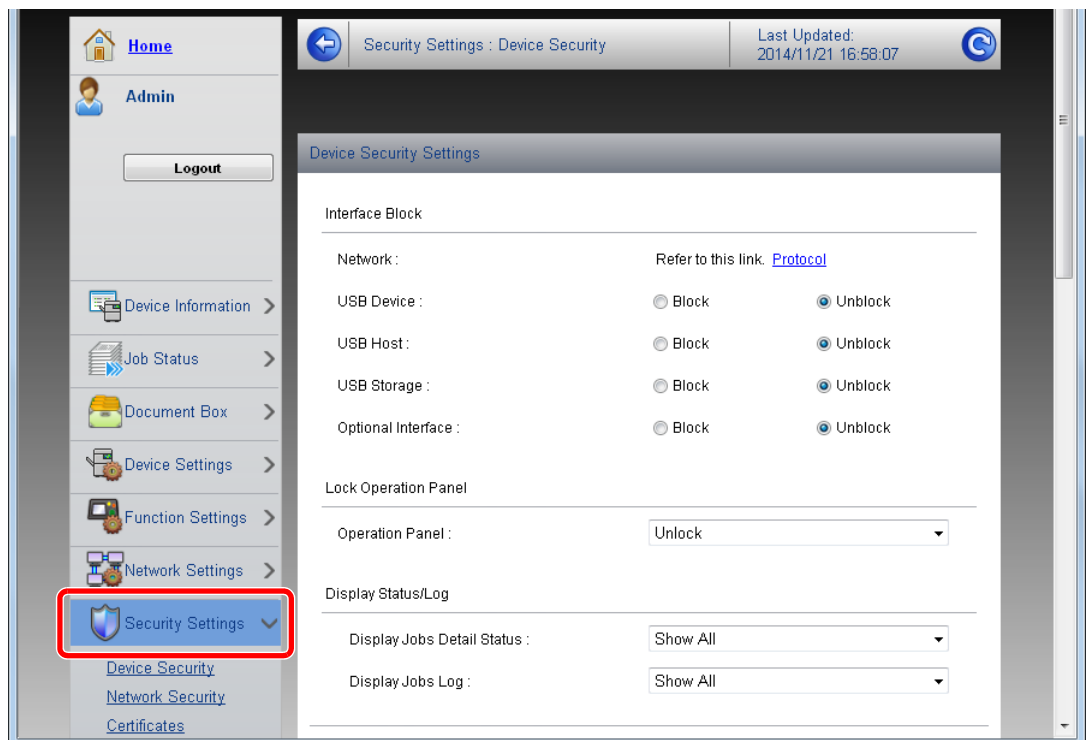 Home
Admin
Logout
Device Information
Job Status
Document Box
Device Settings
Function Settings
Network Settings
Security Settings
Device Security
Network Security
Certificates
Security Settings : Device Security
Last Updated:
2014/11/21 16:58:07
Device Security Settings
Interface Block
Network : Refer to this link. Protocol
USB Device : Block Unblock
USB Host : Block Unblock
USB Storage : Block Unblock
Optional Interface : Block Unblock
Lock Operation Panel
Operation Panel : Unlock
Display Status/Log
Display Jobs Detail Status : Show All
Display Jobs Log : Show All